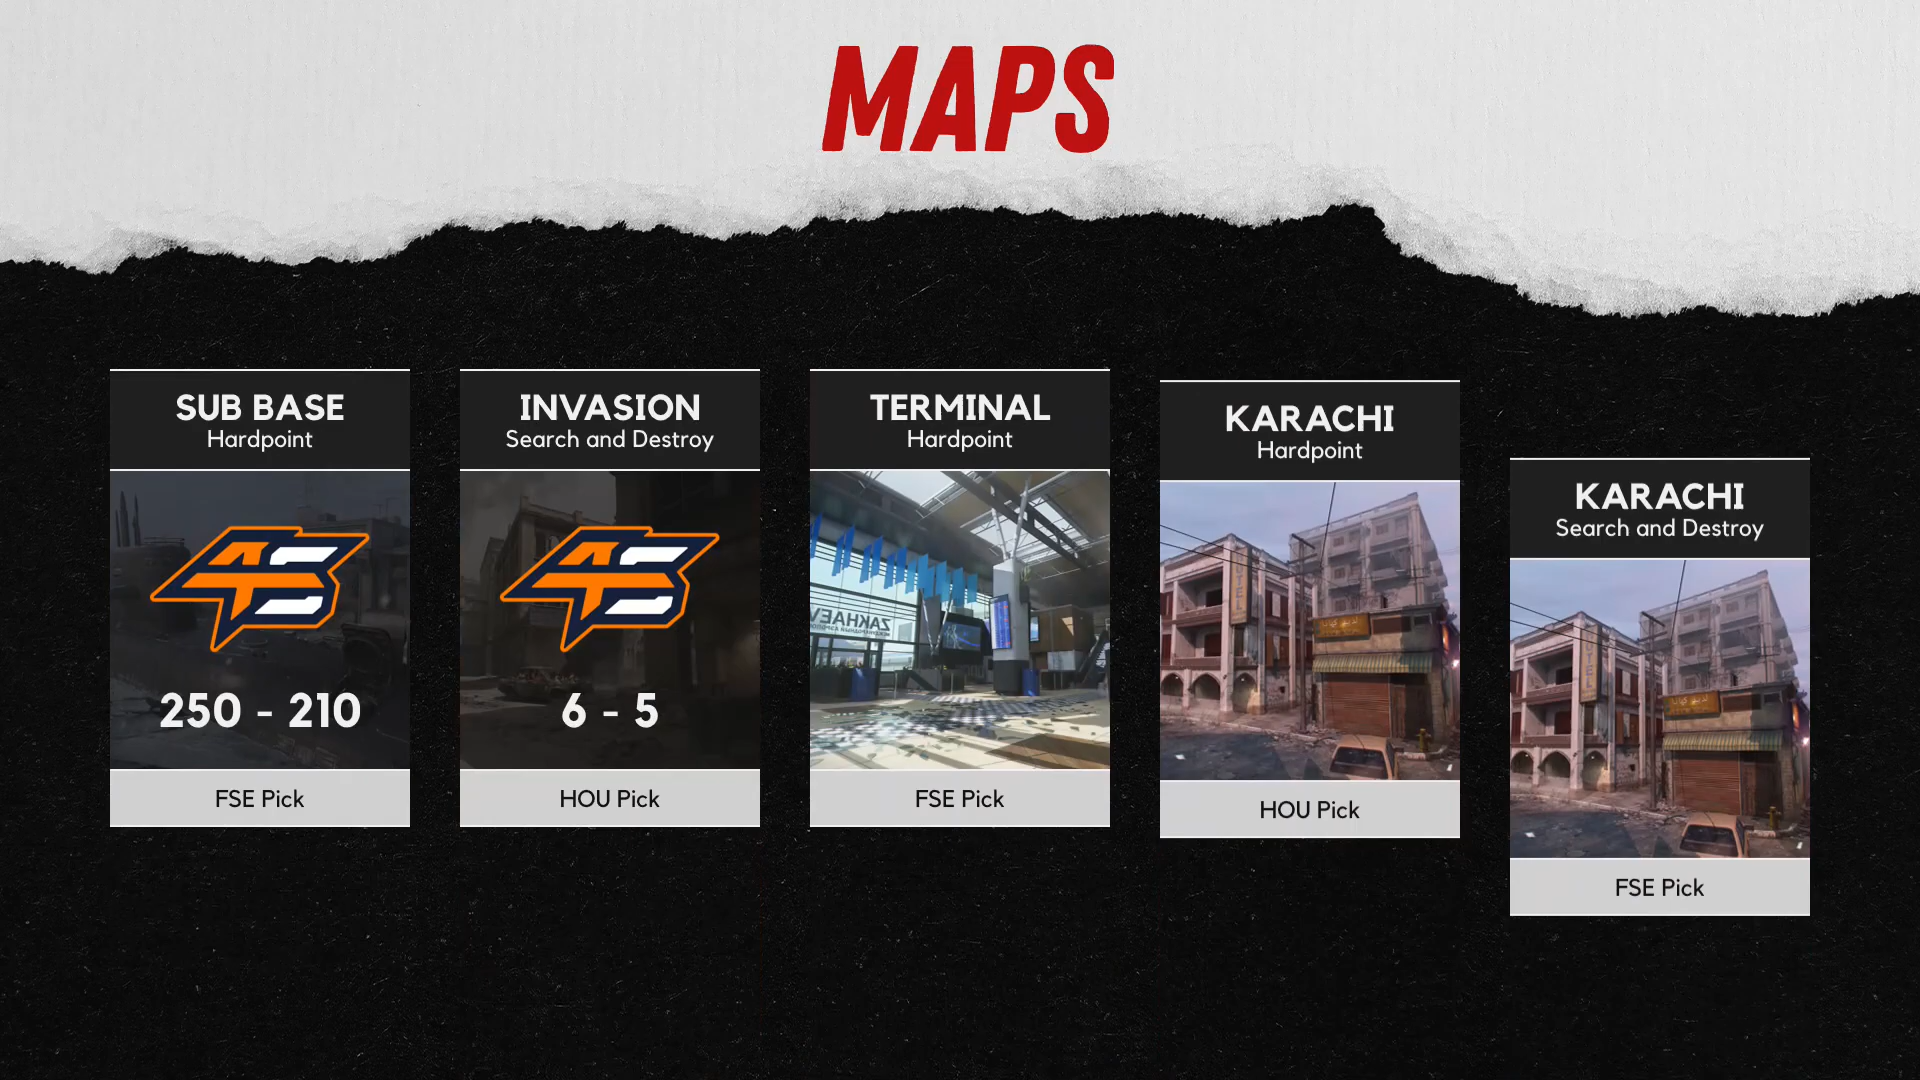 MAPS
SUB BASE
Hardpoint
250 - 210
FSE Pick
INVASION
Search and Destroy
6 - 5
HOU Pick
TERMINAL
Hardpoint
ZAKHAEV
FSE Pick
KARACHI
Hardpoint
HOU Pick
KARACHI
Search and Destroy
FSE Pick